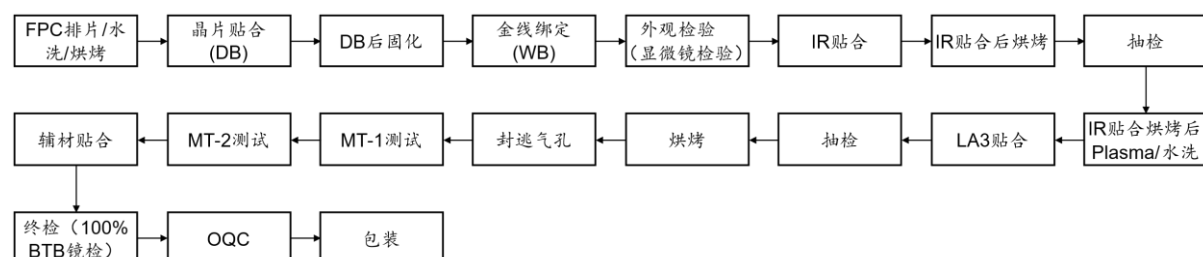 FPC排片/水
洗/烘烤
晶片贴合
(DB)
DB后固化
金线绑定
(WB)
外观检验
（显微镜检验）
IR贴合
IR贴合后烘烤
抽检
IR贴合烘烤后
Plasma/水洗
LA3贴合
抽检
烘烤
封逃气孔
MT-1测试
MT-2测试
辅材贴合
终检（100%
BTB镜检）
OQC
包装